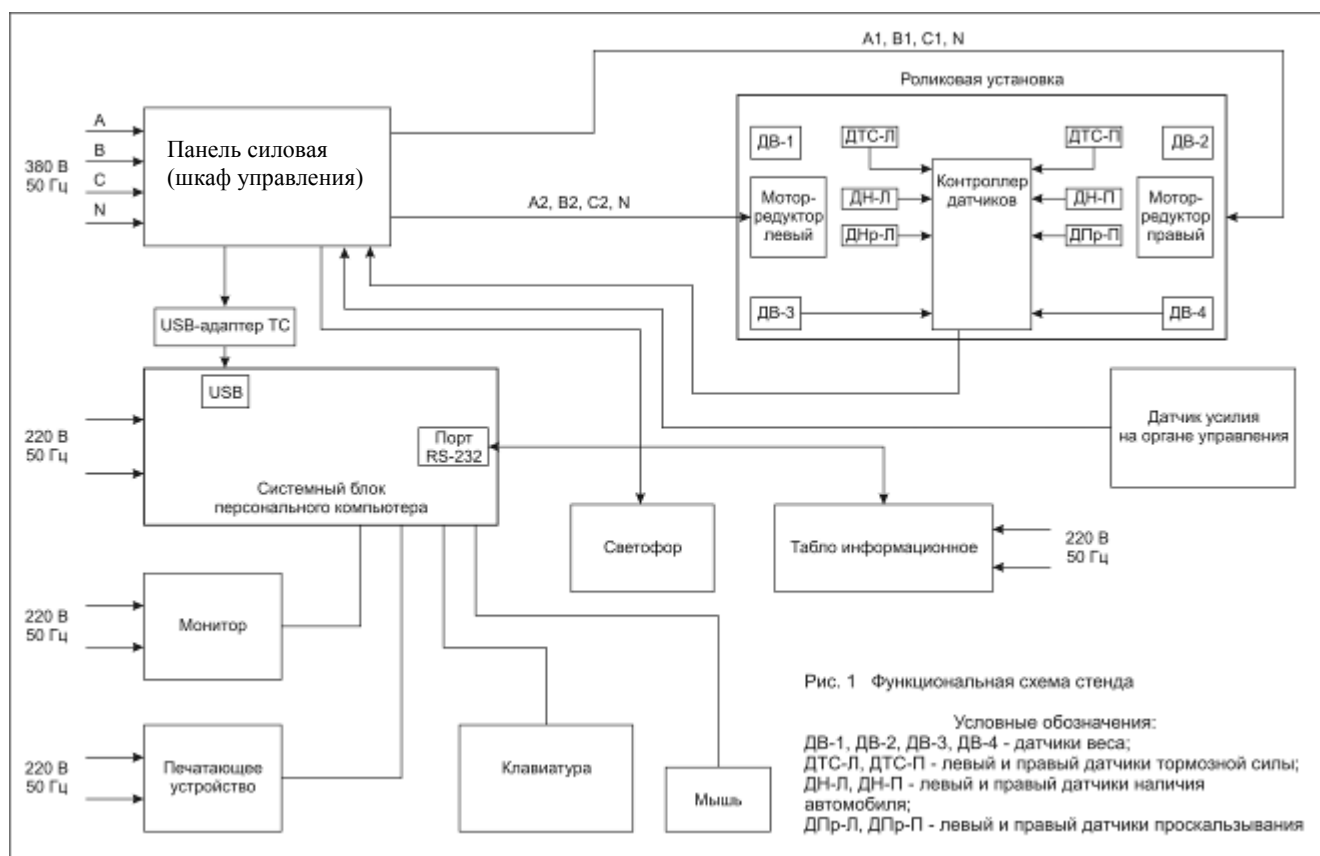 A1, B1, C1, N
Роликовая установка
A
B
C
N
380 В
50 Гц
Панель силовая
(шкаф управления)
A2, B2, C2, N
ДВ-1
ДТС-Л
ДТС-П
ДВ-2
Мотор-
редуктор
левый
ДН-Л
ДНр-Л
Контроллер
датчиков
ДН-П
ДПр-П
Мотор-
редуктор
правый
ДВ-3
ДВ-4
USB-адаптер ТС
USB
220 В
50 Гц
Порт
RS-232
Системный блок
персонального компьютера
Датчик усилия
на органе управления
Светофор
Табло информационное
220 В
50 Гц
220 В
50 Гц
Монитор
220 В
50 Гц
Печатающее
устройство
Клавиатура
Мышь
Рис. 1 Функциональная схема стенда
Условные обозначения:
ДВ-1, ДВ-2, ДВ-3, ДВ-4 - датчики веса;
ДТС-Л, ДТС-П - левый и правый датчики тормозной силы;
ДН-Л, ДН-П - левый и правый датчики наличия
автомобиля;
ДПр-Л, ДПр-П - левый и правый датчики проскальзывания